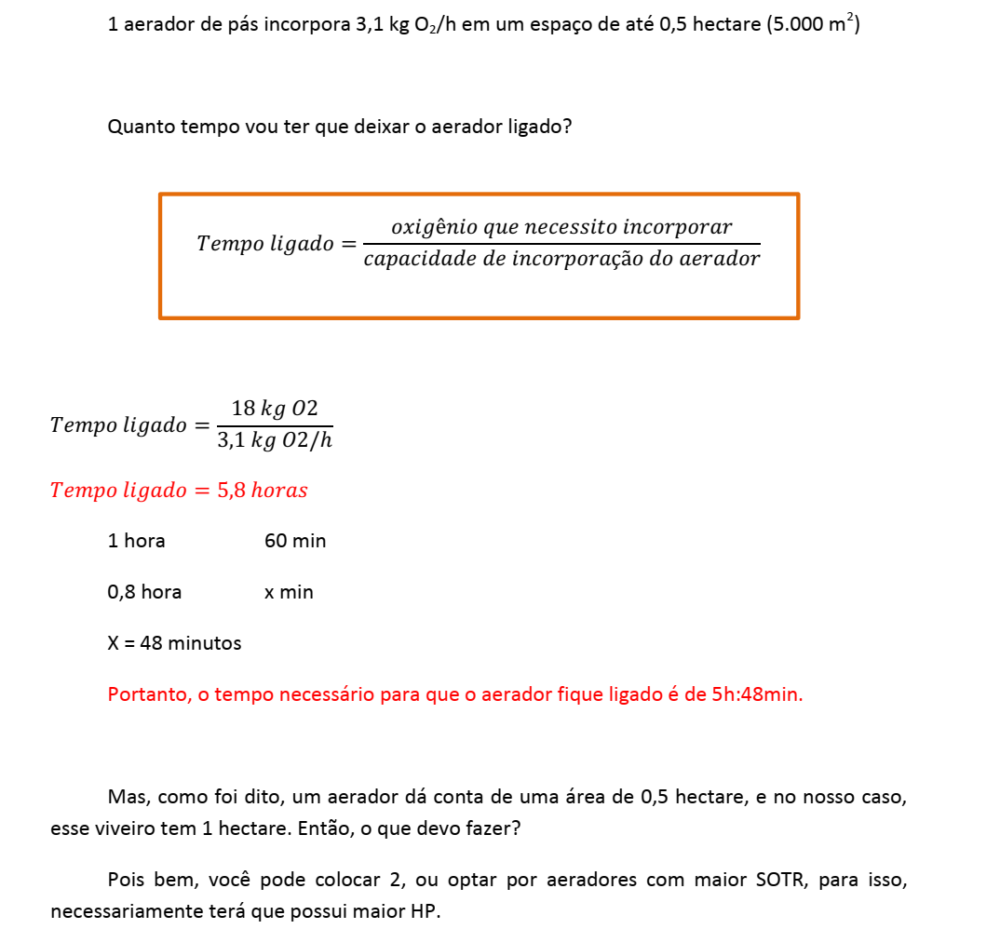 1 aerador de pás incorpora 3,1 kg O₂/h em um espaço de até 0,5 hectare (5.000 m²)
Quanto tempo vou ter que deixar o aerador ligado?
Tempo ligado = oxigênio que necessito incorporar / capacidade de incorporação do aerador
Tempo ligado = 18 kg O2 / 3,1 kg O2/h
Tempo ligado = 5,8 horas
1 hora 60 min
0,8 hora x min
X = 48 minutos
Portanto, o tempo necessário para que o aerador fique ligado é de 5h:48min.
Mas, como foi dito, um aerador dá conta de uma área de 0,5 hectare, e no nosso caso,
esse viveiro tem 1 hectare. Então, o que devo fazer?
Pois bem, você pode colocar 2, ou optar por aeradores com maior SOTR, para isso,
necessariamente terá que possui maior HP.